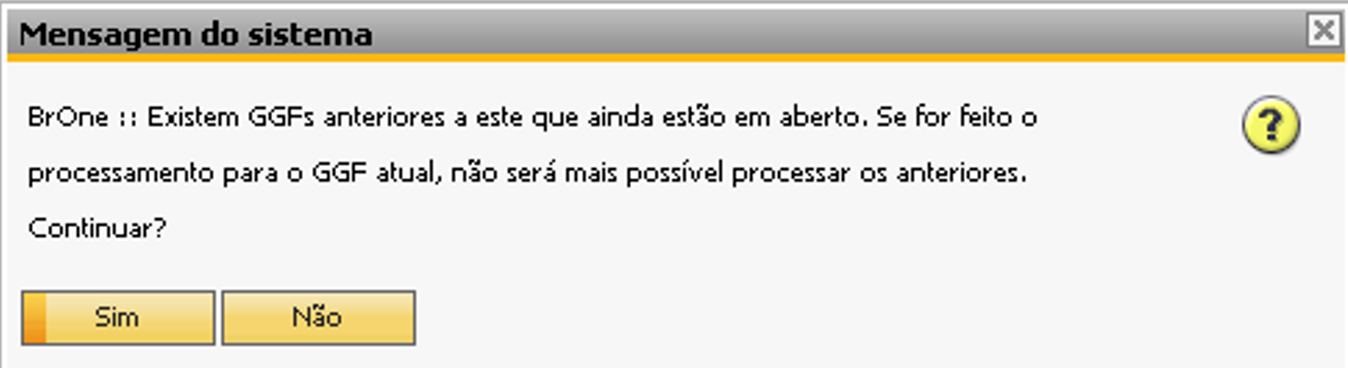 Mensagem do sistema
BrOne :: Existem GGFs anteriores a este que ainda estão em aberto. Se for feito o
processamento para o GGF atual, não será mais possível processar os anteriores.
Continuar?
Sim Não